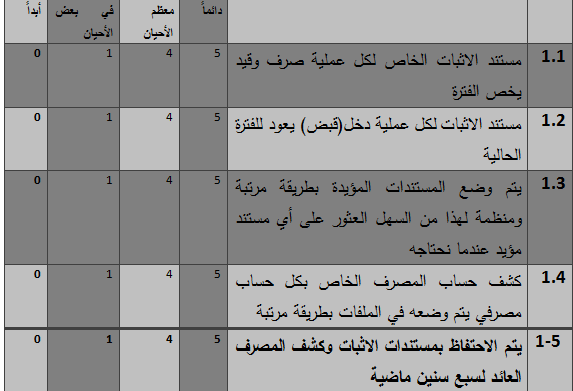 دائماً
معظم
الأحيان
في بعض
الأحيان
أبداً
1.1
مستند الاثبات الخاص لكل عملية صرف وقيد
يخص الفترة
5
4
1
0
1.2
مستند الاثبات لكل عملية دخل(قبض) يعود للفترة
الحالية
5
4
1
0
1.3
يتم وضع المستندات المؤيدة بطريقة مرتبة
ومنظمة لهذا من السهل العثور على أي مستند
مؤيد عندما نحتاجه
5
4
1
0
1.4
كشف حساب المصرف الخاص بكل حساب
مصرفي يتم وضعه في الملفات بطريقة مرتبة
5
4
1
0
1-5
يتم الاحتفاظ بمستندات الاثبات وكشف المصرف
العائد لسبع سنين ماضية
5
4
1
0